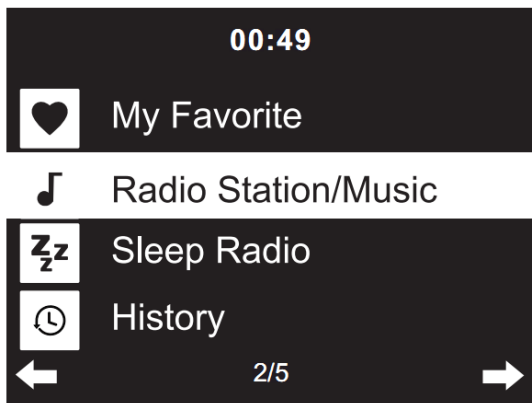 00:49
My Favorite
Radio Station/Music
Sleep Radio
History
2/5